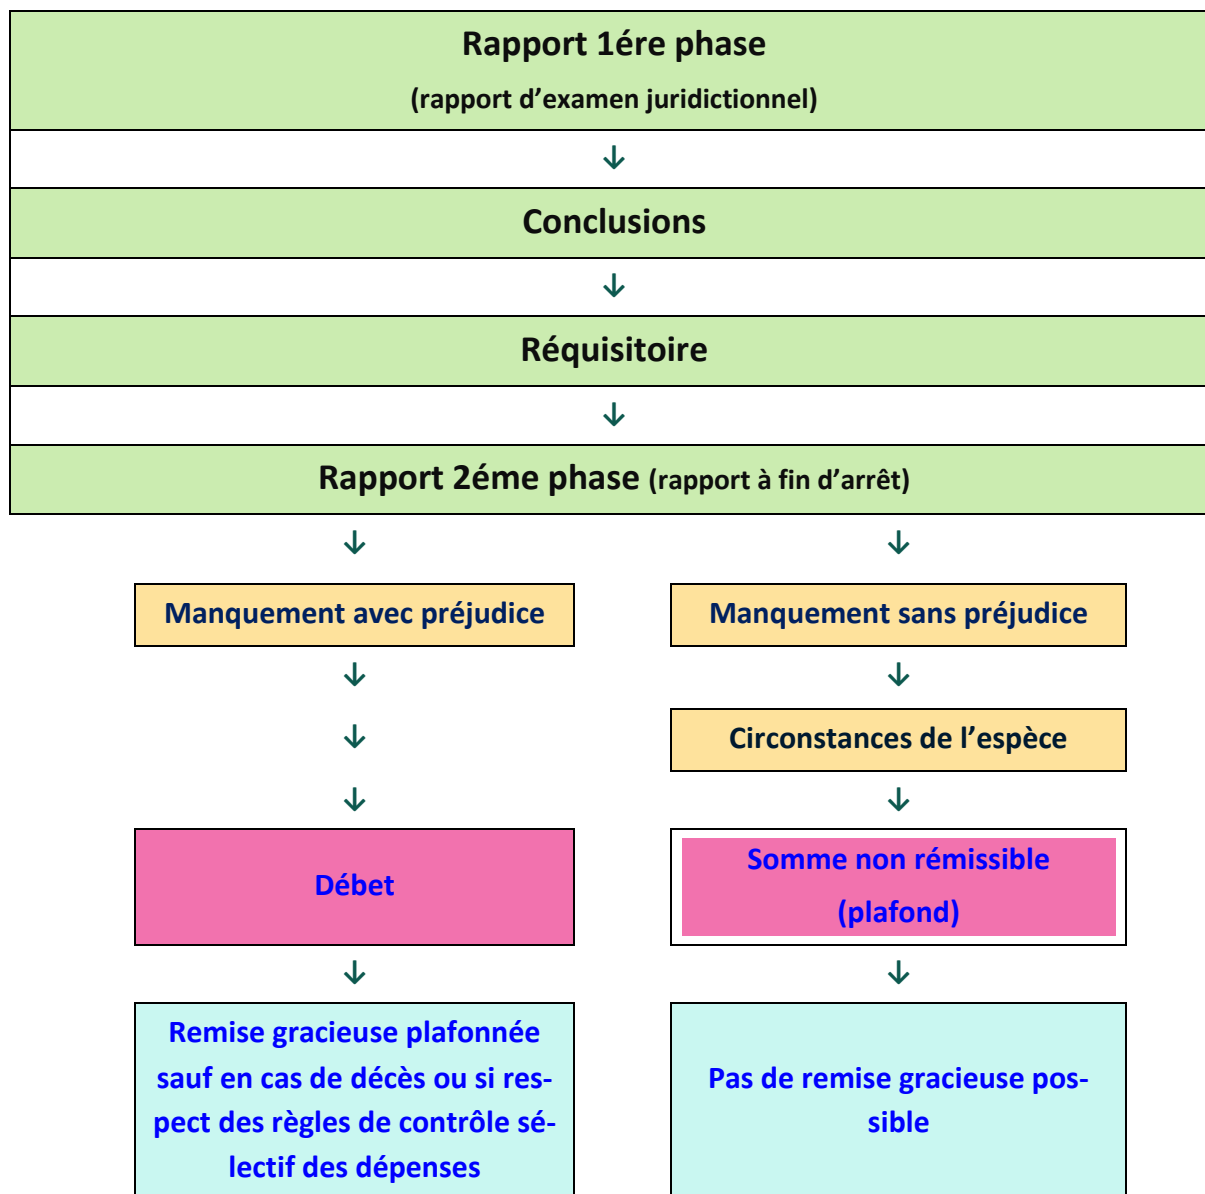 Rapport 1ére phase
(rapport d’examen juridictionnel)
↓
Conclusions
↓
Réquisitoire
↓
Rapport 2éme phase (rapport à fin d’arrêt)
↓ ↓
Manquement avec préjudice
Manquement sans préjudice
↓ ↓
↓
Circonstances de l’espèce
↓ ↓
Débet
Somme non rémissible
(plafond)
↓ ↓
Remise gracieuse plafonnée
sauf en cas de décès ou si res-
pect des règles de contrôle sé-
lectif des dépenses
Pas de remise gracieuse pos-
sible